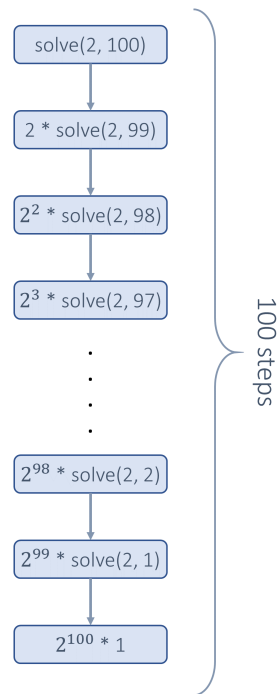 solve(2, 100)
2 * solve(2, 99)
2² * solve(2, 98)
2³ * solve(2, 97)
2⁹⁸ * solve(2, 2)
2⁹⁹ * solve(2, 1)
2¹⁰⁰ * 1
100 steps